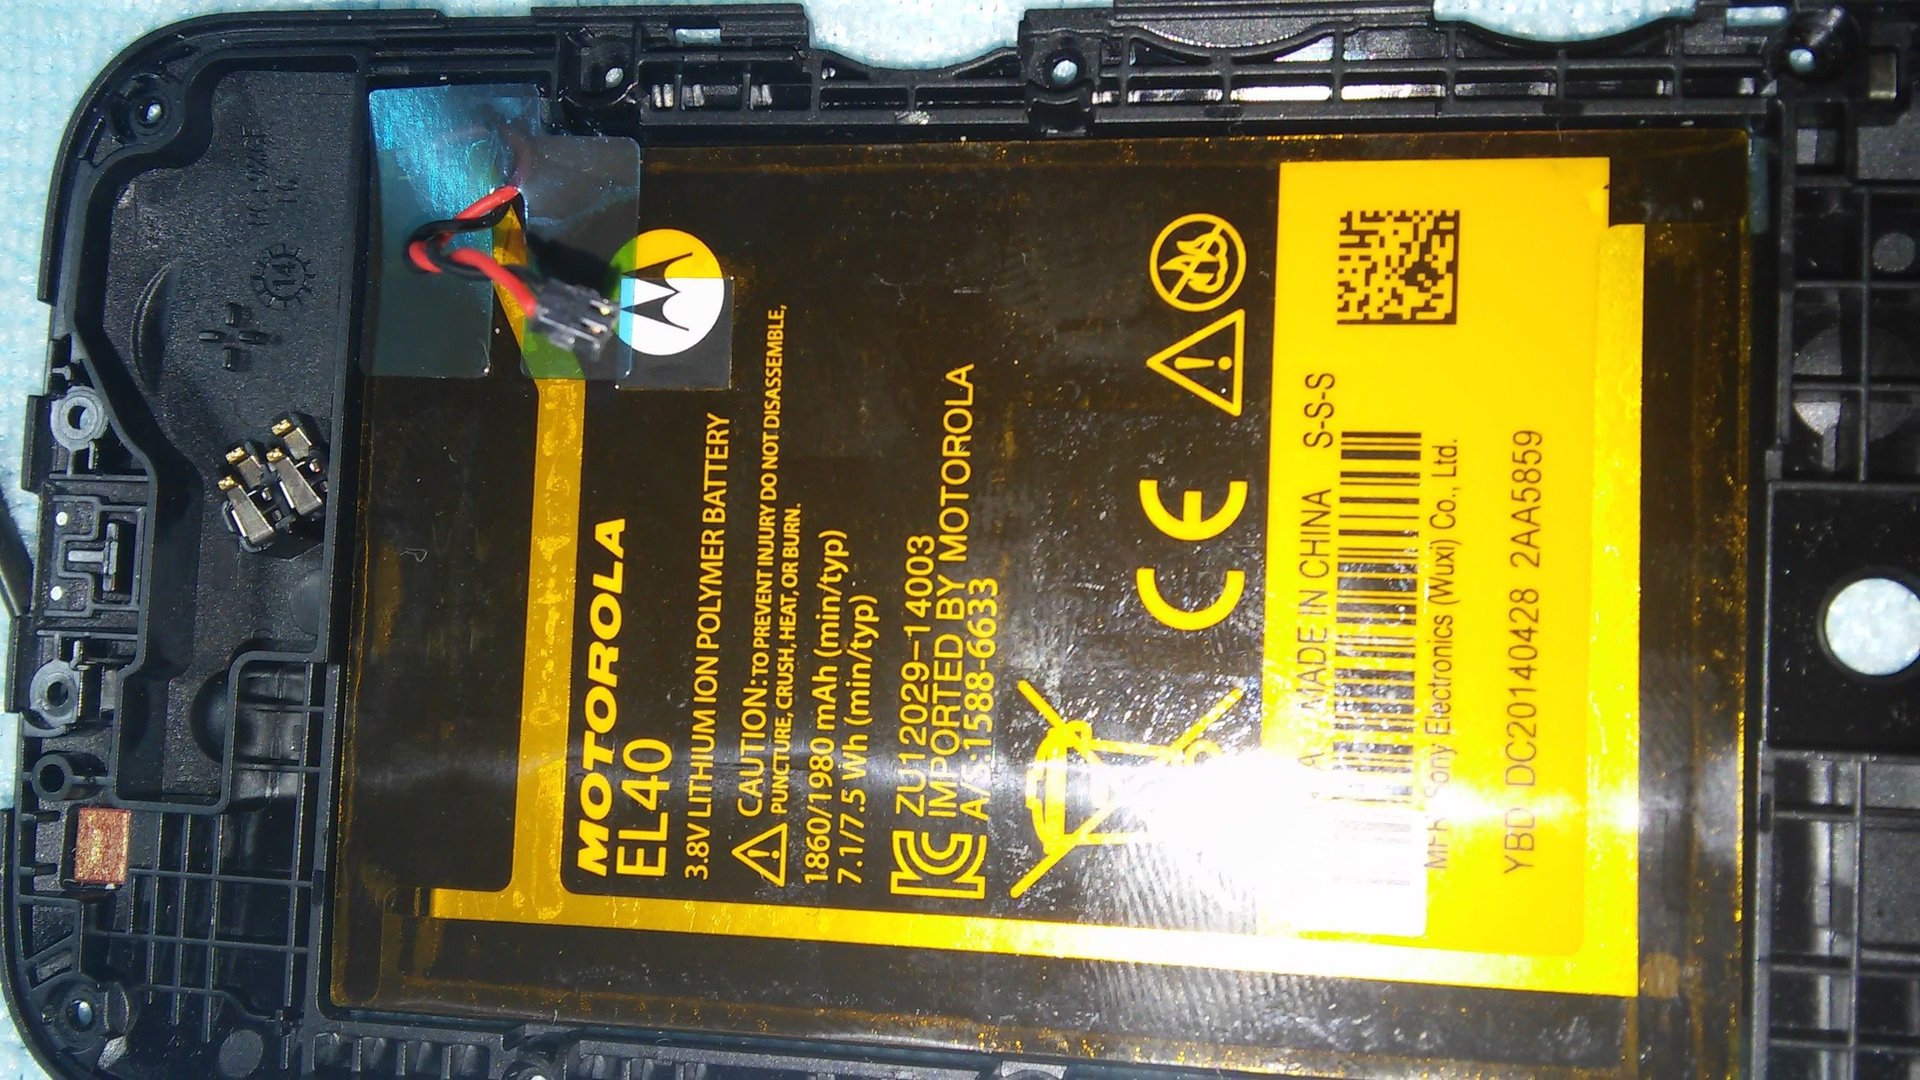 MOTOROLA
EL40
3.8V LITHIUM ION POLYMER BATTERY
CAUTION: TO PREVENT INJURY DO NOT DISASSEMBLE,
PUNCTURE, CRUSH, HEAT, OR BURN.
1860/1980 mAh (min/typ)
7.1/7.5 Wh (min/typ)
ZU12029-14003
IMPORTED BY MOTOROLA
A/S:1588-6633
CE
MADE IN CHINA S-S-S
Sony Electronics (Wuxi) Co., Ltd.
YBD DC20140428 2AA5859
14